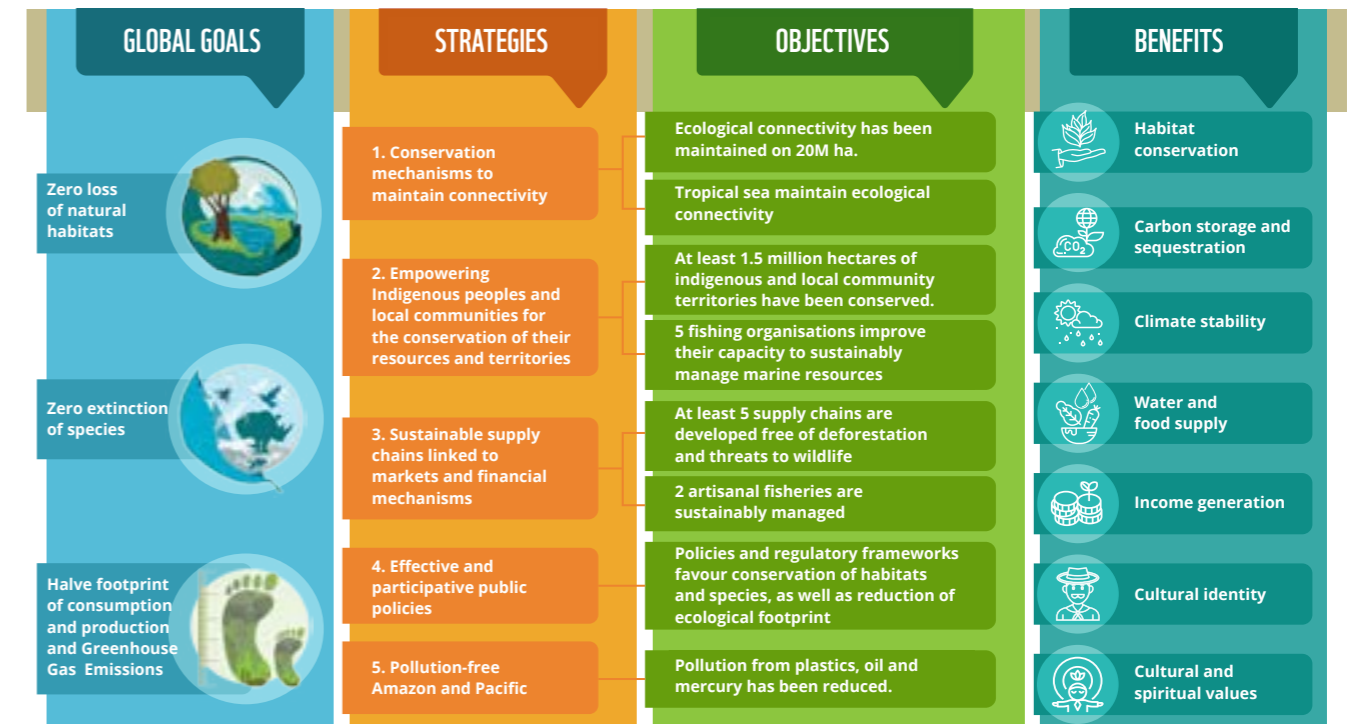 GLOBAL GOALS
Zero loss
of natural
habitats
Zero extinction
of species
Halve footprint
of consumption
and production
and Greenhouse
Gas Emissions
STRATEGIES
1. Conservation
mechanisms to
maintain connectivity
2. Empowering
Indigenous peoples and
local communities for
the conservation of their
resources and territories
3. Sustainable supply
chains linked to
markets and financial
mechanisms
4. Effective and
participative public
policies
5. Pollution-free
Amazon and Pacific
OBJECTIVES
Ecological connectivity has been
maintained on 20M ha.
Tropical sea maintain ecological
connectivity
At least 1.5 million hectares of
indigenous and local community
territories have been conserved.
5 fishing organisations improve
their capacity to sustainably
manage marine resources
At least 5 supply chains are
developed free of deforestation
and threats to wildlife
2 artisanal fisheries are
sustainably managed
Policies and regulatory frameworks
favour conservation of habitats
and species, as well as reduction of
ecological footprint
Pollution from plastics, oil and
mercury has been reduced.
BENEFITS
Habitat
conservation
CO2
Carbon storage and
sequestration
Climate stability
Water and
food supply
Income generation
Cultural identity
Cultural and
spiritual values